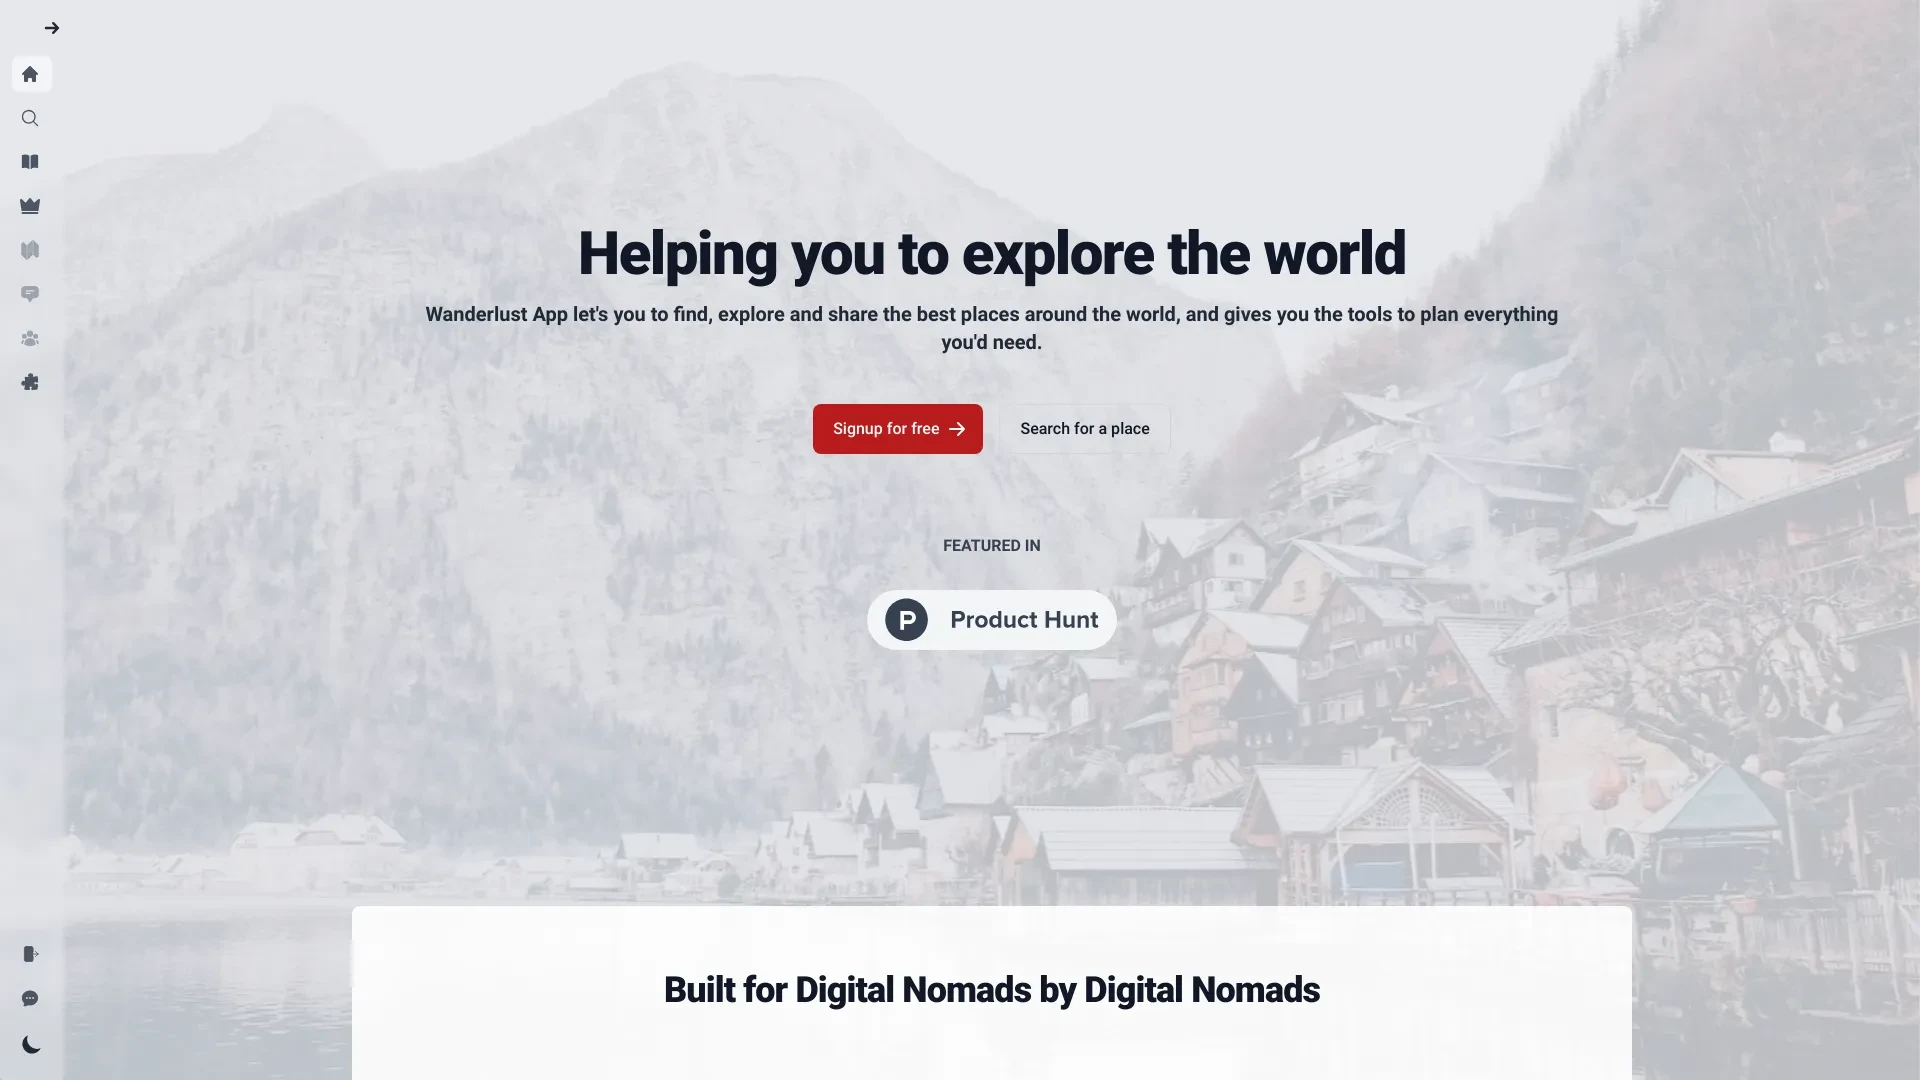 Helping you to explore the world
Wanderlust App let's you to find, explore and share the best places around the world, and gives you the tools to plan everything
you'd need.
Signup for free
Search for a place
FEATURED IN
P Product Hunt
Built for Digital Nomads by Digital Nomads